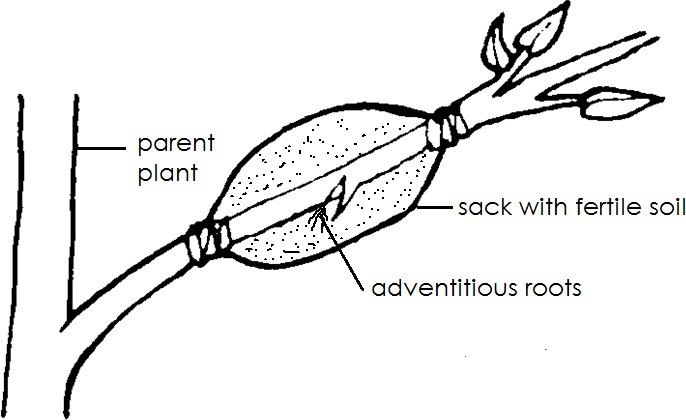 parent
plant
sack with fertile soil
adventitious roots